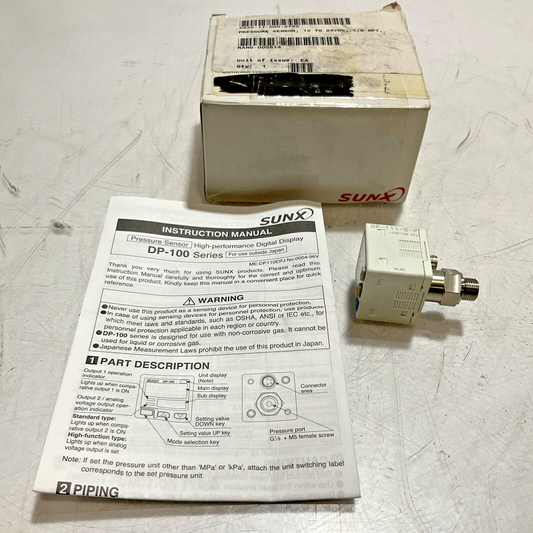 PRESSURE SENSOR, 12 TO 24VDC, 1/8 NPT,
NANO-000514
Unit of Issue: EA
Qty: 1
SUNX
SUNX
INSTRUCTION MANUAL
Pressure Sensor High-performance Digital Display
DP-100 Series For use outside Japan
ME-DP110EPU No.0004-96V
Thank you very much for using SUNX products. Please read this
Instruction Manual carefully and thoroughly for the correct and optimum
use of this product. Kindly keep this manual in a convenient place for quick
reference.
WARNING
●Never use this product as a sensing device for personnel protection.
●In case of using sensing devices for personnel protection, use products
which meet laws and standards, such as OSHA, ANSI or IEC etc., for
personnel protection applicable in each region or country.
●DP-100 series is designed for use with non-corrosive gas. It cannot be
used for liquid or corrosive gas.
●Japanese Measurement Laws prohibit the use of this product in Japan.
1 PART DESCRIPTION
Output 1 operation
indicator
Lights up when compa-
rative output 1 is ON
Output 2 / analog
voltage output oper-
ation indicator
Standard type:
Lights up when compa-
rative output 2 is ON
High-function type:
Lights up when analog
voltage output is set
DP-100
Unit display
(Note)
Main display
Sub display
Setting value
DOWN key
Setting value UP key
Mode selection key
Connector
area
Pressure port
G⅛ + M5 female screw
Note: If set the pressure unit other than 'MPa' or 'kPa', attach the unit switching label
corresponds to the set pressure unit.
2 PIPING